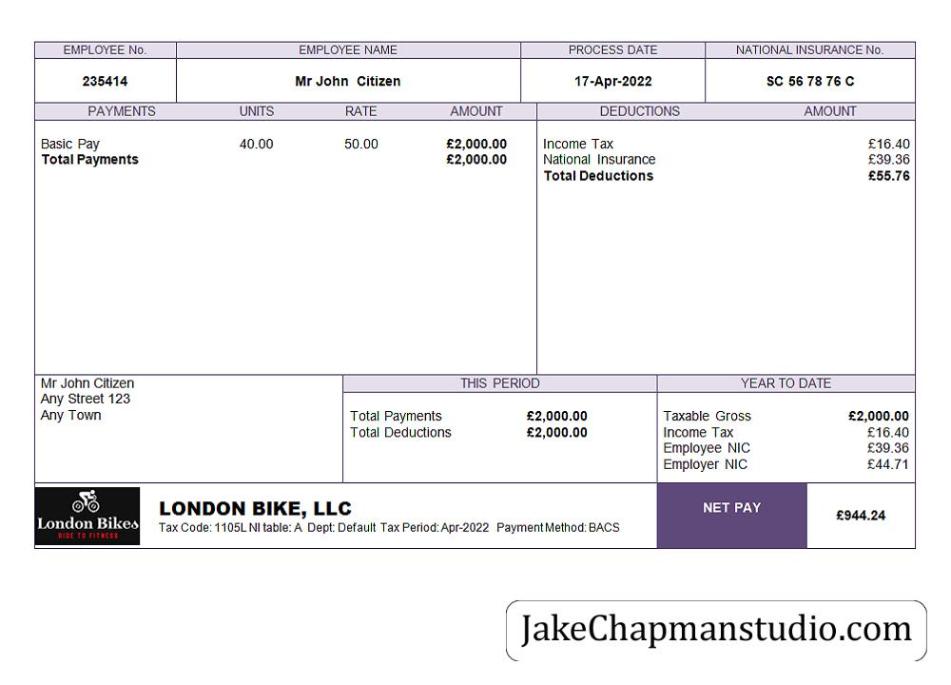 EMPLOYEE No. EMPLOYEE NAME PROCESS DATE NATIONAL INSURANCE No.
235414 Mr John Citizen 17-Apr-2022 SC 56 78 76 C
PAYMENTS UNITS RATE AMOUNT DEDUCTIONS AMOUNT
Basic Pay 40.00 50.00 £2,000.00 Income Tax £16.40
Total Payments £2,000.00 National Insurance £39.36
Total Deductions £55.76
Mr John Citizen THIS PERIOD YEAR TO DATE
Any Street 123
Any Town Total Payments £2,000.00 Taxable Gross £2,000.00
Total Deductions £2,000.00 Income Tax £16.40
Employee NIC £39.36
Employer NIC £44.71
London Bikes
RIDE TO FITNESS
LONDON BIKE, LLC NET PAY £944.24
Tax Code: 1105L NI table: A Dept: Default Tax Period: Apr-2022 Payment Method: BACS
JakeChapmanstudio.com